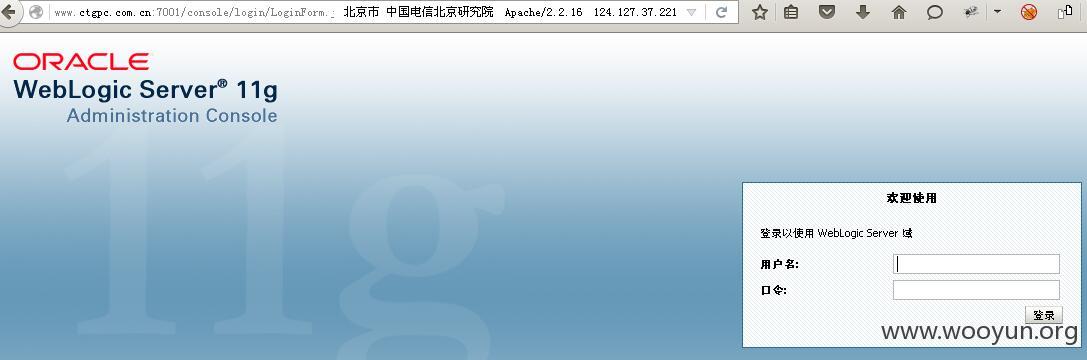 www.ctgpc.com.cn:7001/console/login/LoginForm.j 北京市 中国电信北京研究院 Apache/2.2.16 124.127.37.221
ORACLE
WebLogic Server® 11g
Administration Console
11g
欢迎使用
登录以使用 WebLogic Server 域
用户名:
口令:
登录
www.wooyun.org